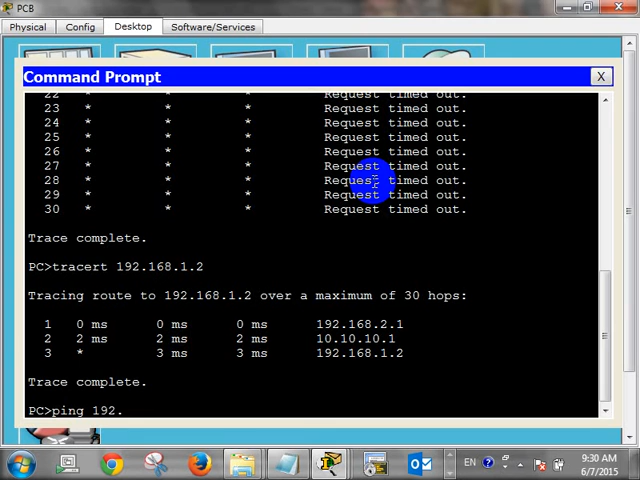 PCB
Physical Config Desktop Software/Services
Command Prompt
X
22 * * * Request timed out.
23 * * * Request timed out.
24 * * * Request timed out.
25 * * * Request timed out.
26 * * * Request timed out.
27 * * * Request timed out.
28 * * * Request timed out.
29 * * * Request timed out.
30 * * * Request timed out.
Trace complete.
PC>tracert 192.168.1.2
Tracing route to 192.168.1.2 over a maximum of 30 hops:
1 0 ms 0 ms 0 ms 192.168.2.1
2 2 ms 2 ms 2 ms 10.10.10.1
3 * 3 ms 3 ms 192.168.1.2
Trace complete.
PC>ping 192.
EN
9:30 AM
6/7/2015